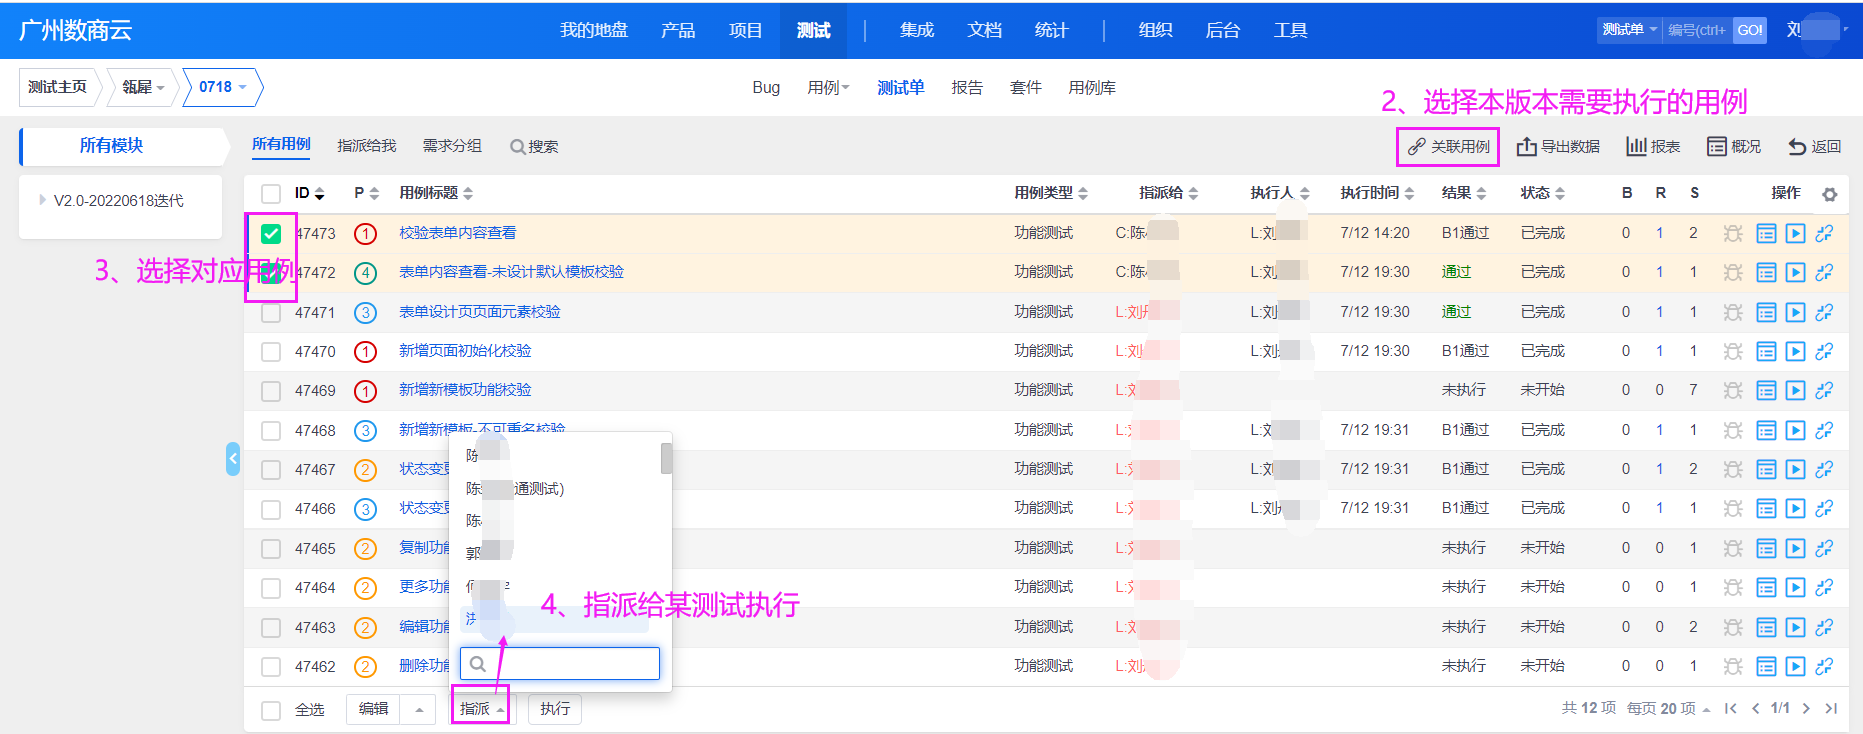 广州数商云 我的地盘 产品 项目 测试 集成 文档 统计 组织 后台 工具 测试单 编号(ctrl+ GO! 刘
测试主页 瓴犀 0718 Bug 用例 测试单 报告 套件 用例库
2、选择本版本需要执行的用例
所有模块 所有用例 指派给我 需求分组 搜索 关联用例 导出数据 报表 概况 返回
V2.0-20220618迭代
ID P 用例标题 用例类型 指派给 执行人 执行时间 结果 状态 B R S 操作
47473 1 校验表单内容查看 功能测试 C:陈 L:刘 7/12 14:20 B1通过 已完成 0 1 2
3、选择对应用例
47472 4 表单内容查看-未设计默认模板校验 功能测试 C:陈 L:刘 7/12 19:30 通过 已完成 0 1 1
47471 3 表单设计页页面元素校验 功能测试 L:刘 L:刘 7/12 19:30 通过 已完成 0 1 1
47470 1 新增页面初始化校验 功能测试 L:刘 L:刘 7/12 19:30 B1通过 已完成 0 1 1
47469 1 新增新模板功能校验 功能测试 L:刘 未执行 未开始 0 0 7
47468 3 新增新模板-不可重名校验 功能测试 L: L:刘 7/12 19:31 B1通过 已完成 0 1 1
47467 2 状态变 功能测试 L: L:刘 7/12 19:31 B1通过 已完成 0 1 2
47466 3 状态变 功能测试 L: L:刘 7/12 19:31 B1通过 已完成 0 1 1
47465 2 复制功能 功能测试 L: 未执行 未开始 0 0 1
47464 2 更多功能 功能测试 L: 未执行 未开始 0 0 1
47463 2 编辑功能 功能测试 L: 未执行 未开始 0 0 2
47462 2 删除功能 功能测试 L:刘 未执行 未开始 0 0 1
陈
陈 通测试)
陈
郭
洪
4、指派给某测试执行
全选 编辑 指派 执行 共 12 项 每页 20 项 1/1